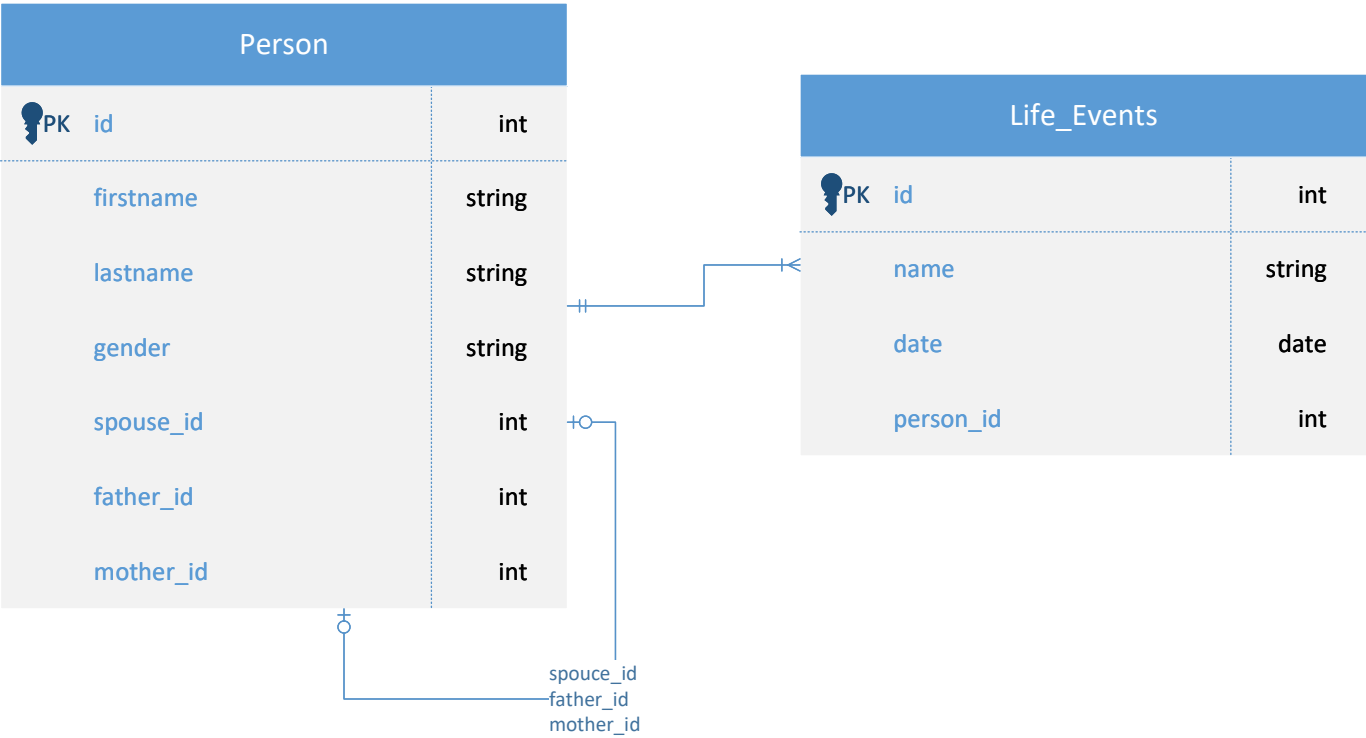 Person
PK id int
firstname string
lastname string
gender string
spouse_id int
father_id int
mother_id int
Life_Events
PK id int
name string
date date
person_id int
spouce_id
father_id
mother_id